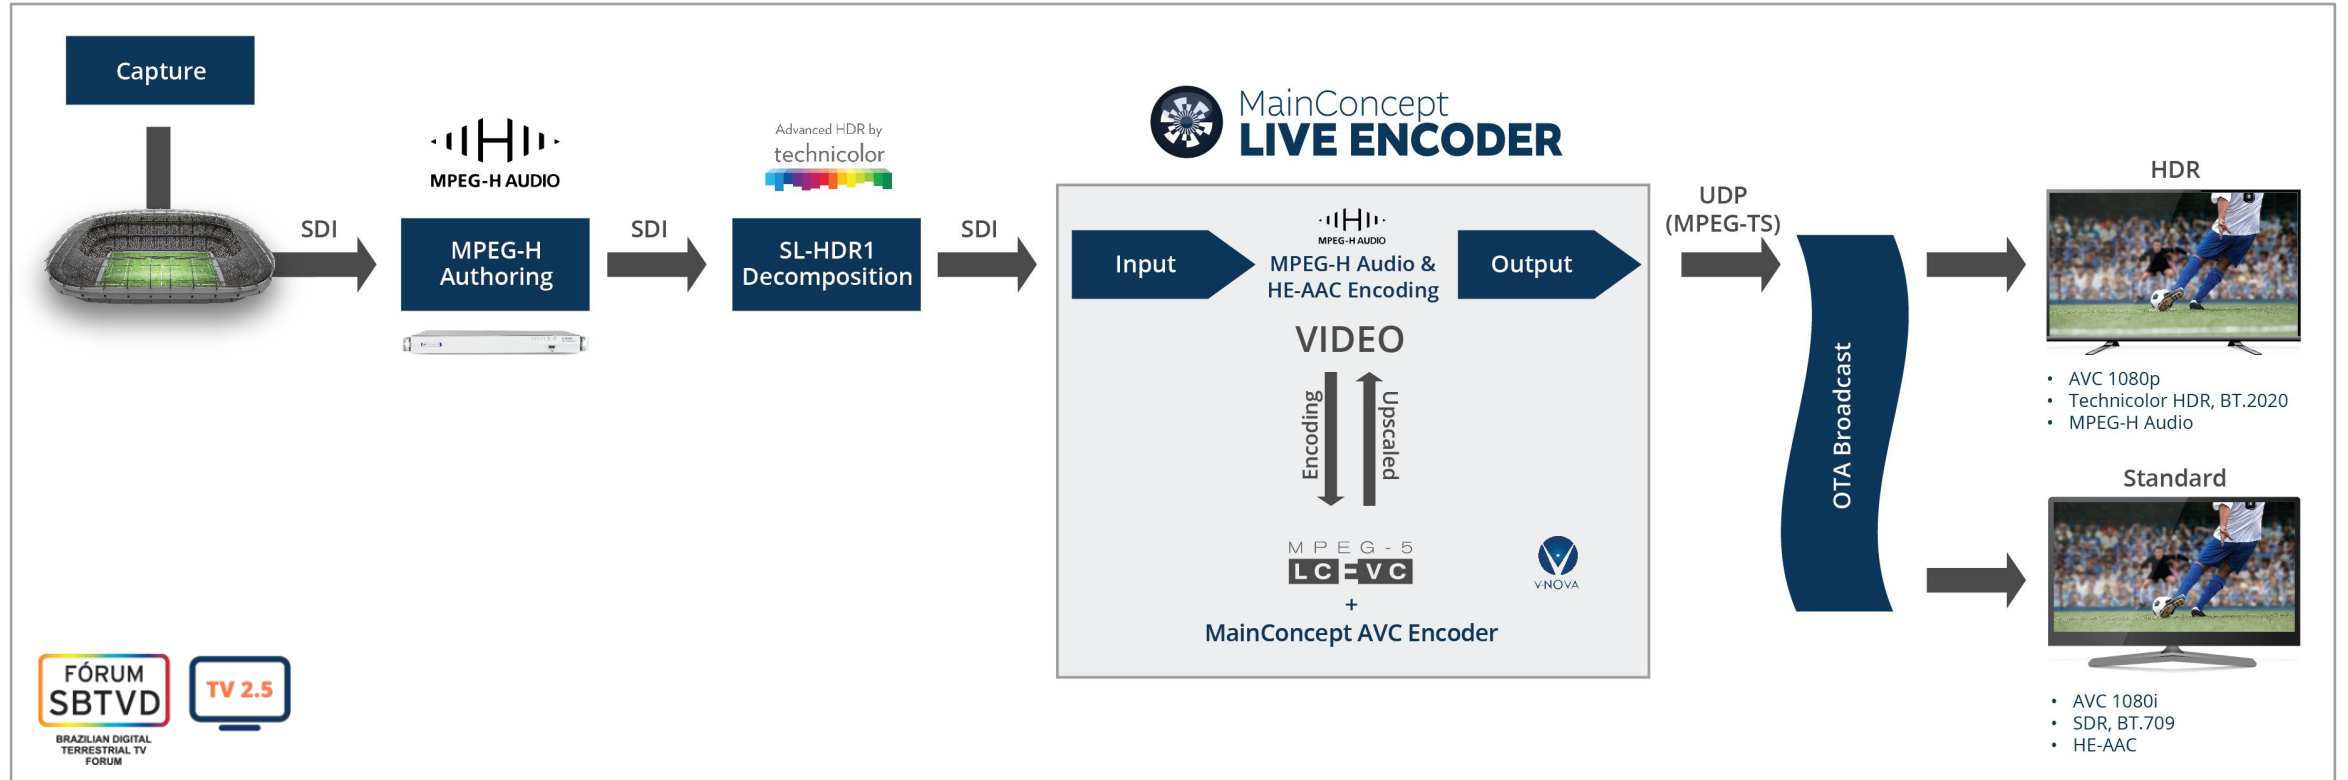 Capture
SDI
MPEG-H AUDIO
MPEG-H
Authoring
SDI
Advanced HDR by
technicolor
SL-HDR1
Decomposition
SDI
MainConcept
LIVE ENCODER
Input
MPEG-H AUDIO
MPEG-H Audio &
HE-AAC Encoding
Output
VIDEO
Encoding
Upscaled
MPEG-5
LCEVC
V-NOVA
+
MainConcept AVC Encoder
UDP
(MPEG-TS)
OTA Broadcast
HDR
• AVC 1080p
• Technicolor HDR, BT.2020
• MPEG-H Audio
Standard
• AVC 1080i
• SDR, BT.709
• HE-AAC
FÓRUM
SBTVD
BRAZILIAN DIGITAL
TERRESTRIAL TV
FORUM
TV 2.5